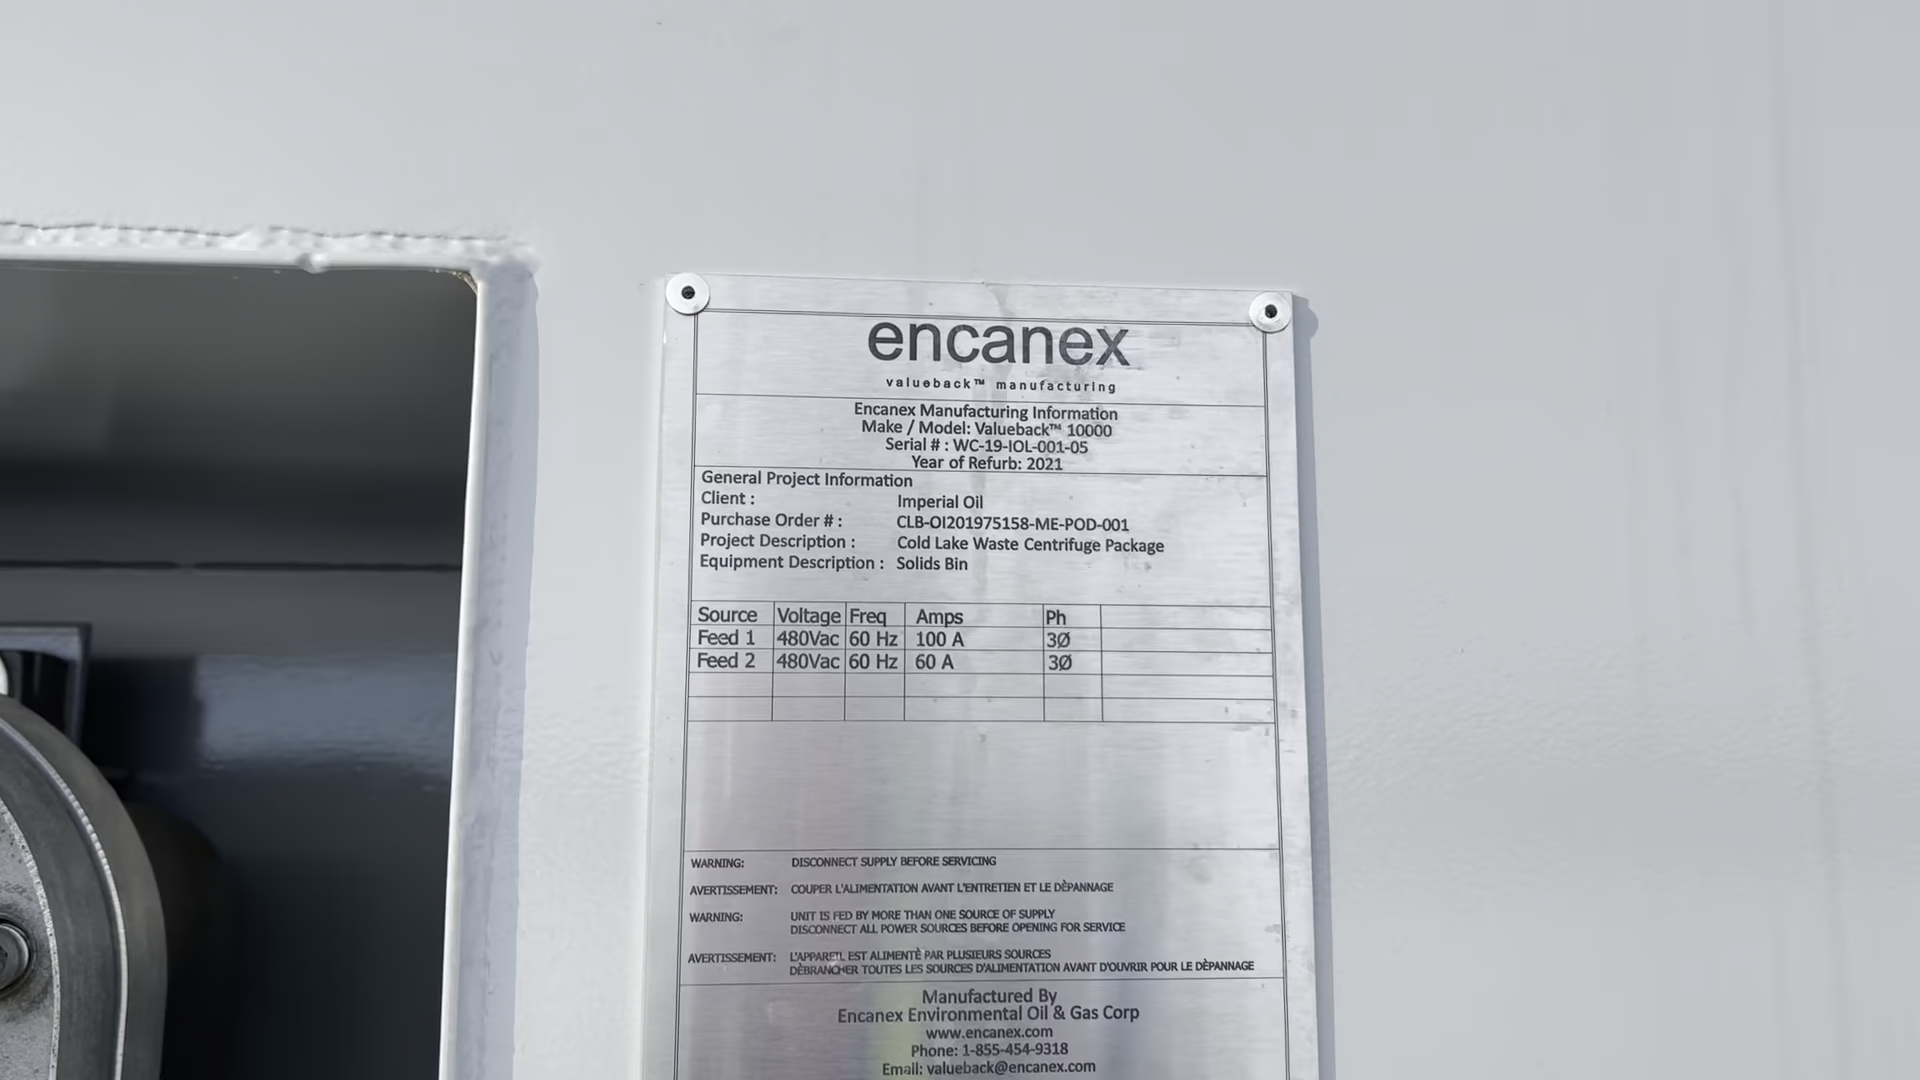 encanex
valueback™ manufacturing
Encanex Manufacturing Information
Make / Model: Valueback™ 10000
Serial # : WC-19-IOL-001-05
Year of Refurb: 2021
General Project Information
Client : Imperial Oil
Purchase Order # : CLB-OI201975158-ME-POD-001
Project Description : Cold Lake Waste Centrifuge Package
Equipment Description : Solids Bin
Source Voltage Freq Amps Ph
Feed 1 480Vac 60 Hz 100 A 3Ø
Feed 2 480Vac 60 Hz 60 A 3Ø
WARNING: DISCONNECT SUPPLY BEFORE SERVICING
AVERTISSEMENT: COUPER L'ALIMENTATION AVANT L'ENTRETIEN ET LE DÈPANNAGE
WARNING: UNIT IS FED BY MORE THAN ONE SOURCE OF SUPPLY
DISCONNECT ALL POWER SOURCES BEFORE OPENING FOR SERVICE
AVERTISSEMENT: L'APPAREIL EST ALIMENTÈ PAR PLUSIEURS SOURCES
DÈBRANCHER TOUTES LES SOURCES D'ALIMENTATION AVANT D'OUVRIR POUR LE DÈPANNAGE
Manufactured By
Encanex Environmental Oil & Gas Corp
www.encanex.com
Phone: 1-855-454-9318
Email: valueback@encanex.com